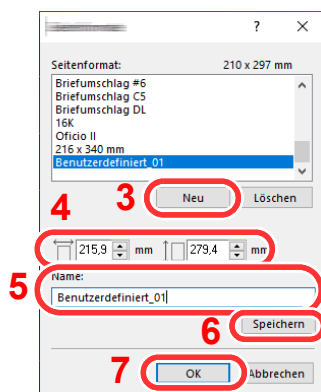 ?
Seitenformat: 210 x 297 mm
Briefumschlag #6
Briefumschlag C5
Briefumschlag DL
16K
Oficio II
216 x 340 mm
Benutzerdefiniert_01
3 Neu Löschen
4
215,9 mm 279,4 mm
5 Name:
Benutzerdefiniert_01
6
Speichern
7 OK Abbrechen